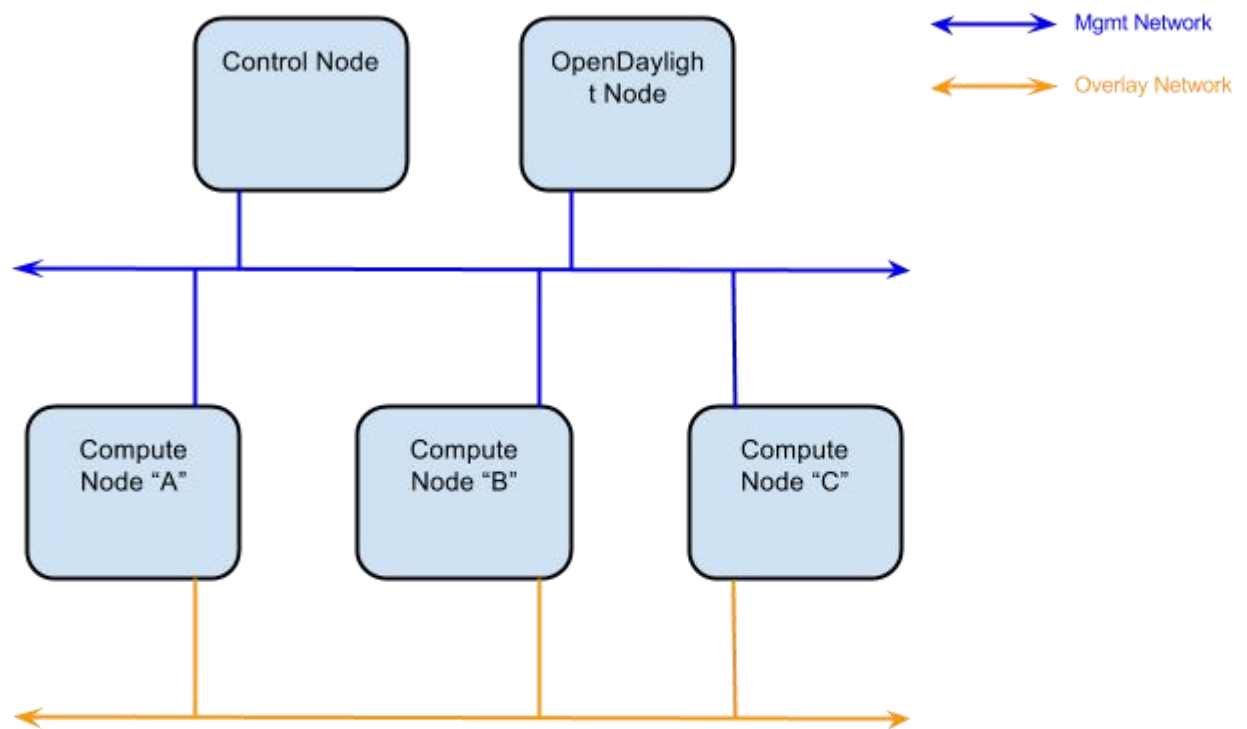 Control Node
OpenDayligh
t Node
Mgmt Network
Overlay Network
Compute
Node “A”
Compute
Node “B”
Compute
Node “C”